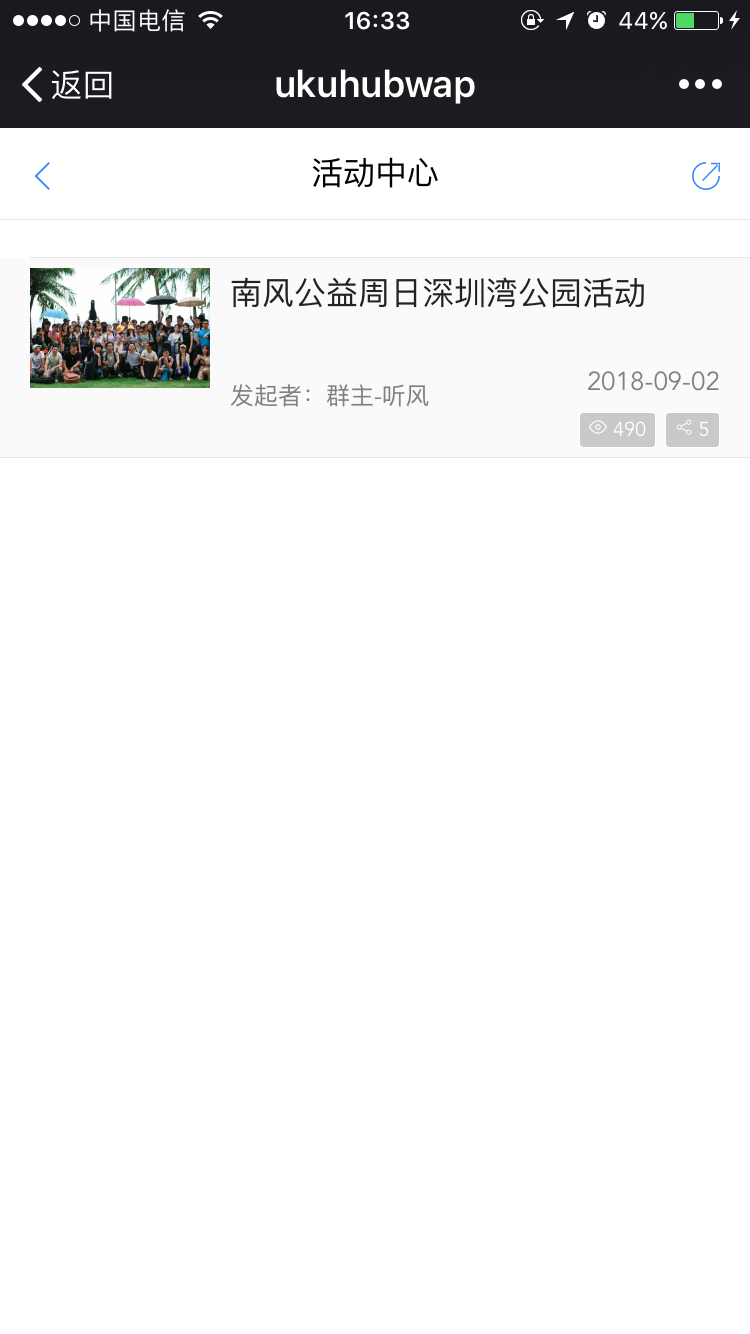 中国电信
16:33
44%
返回
ukuhubwap
活动中心
南风公益周日深圳湾公园活动
发起者：群主-听风
2018-09-02
490
5